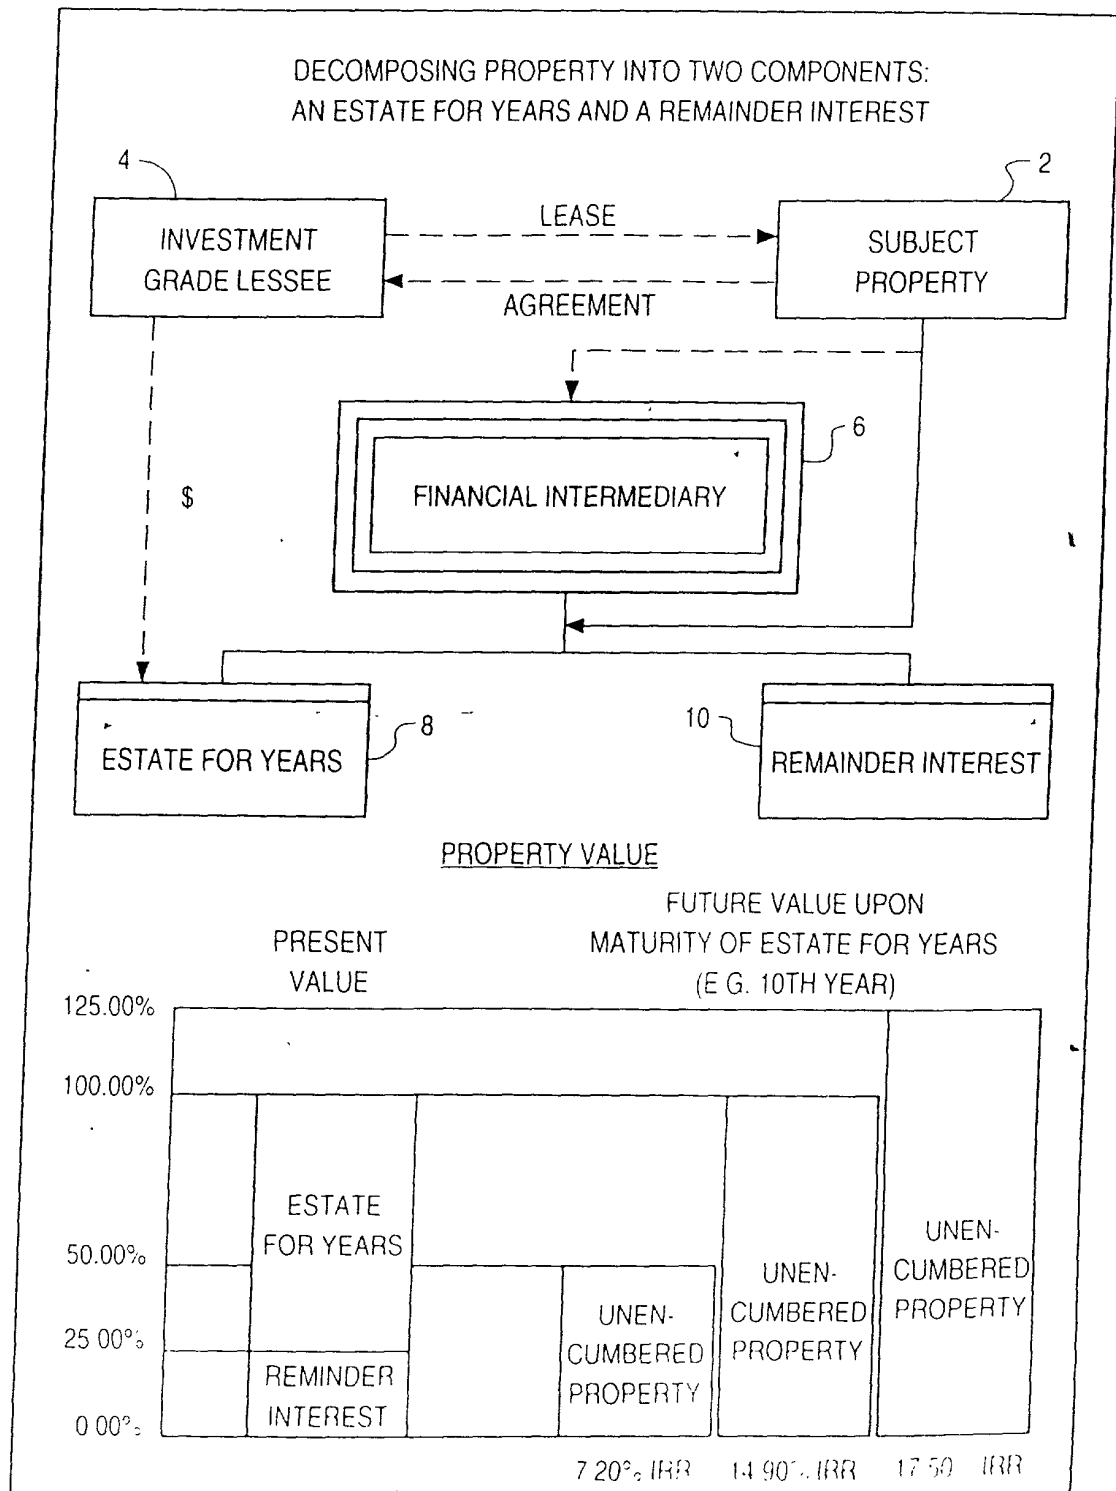 DECOMPOSING PROPERTY INTO TWO COMPONENTS:
AN ESTATE FOR YEARS AND A REMAINDER INTEREST
4
2
INVESTMENT
GRADE LESSEE
LEASE
AGREEMENT
SUBJECT
PROPERTY
6
FINANCIAL INTERMEDIARY
$
8
ESTATE FOR YEARS
10
REMAINDER INTEREST
PROPERTY VALUE
PRESENT
VALUE
FUTURE VALUE UPON
MATURITY OF ESTATE FOR YEARS
(E G. 10TH YEAR)
125.00%
100.00%
50.00%
25 00%
0 00%
ESTATE
FOR YEARS
REMINDER
INTEREST
UNEN-
CUMBERED
PROPERTY
UNEN-
CUMBERED
PROPERTY
UNEN-
CUMBERED
PROPERTY
7 20% IRR
14 90% IRR
17 50 IRR